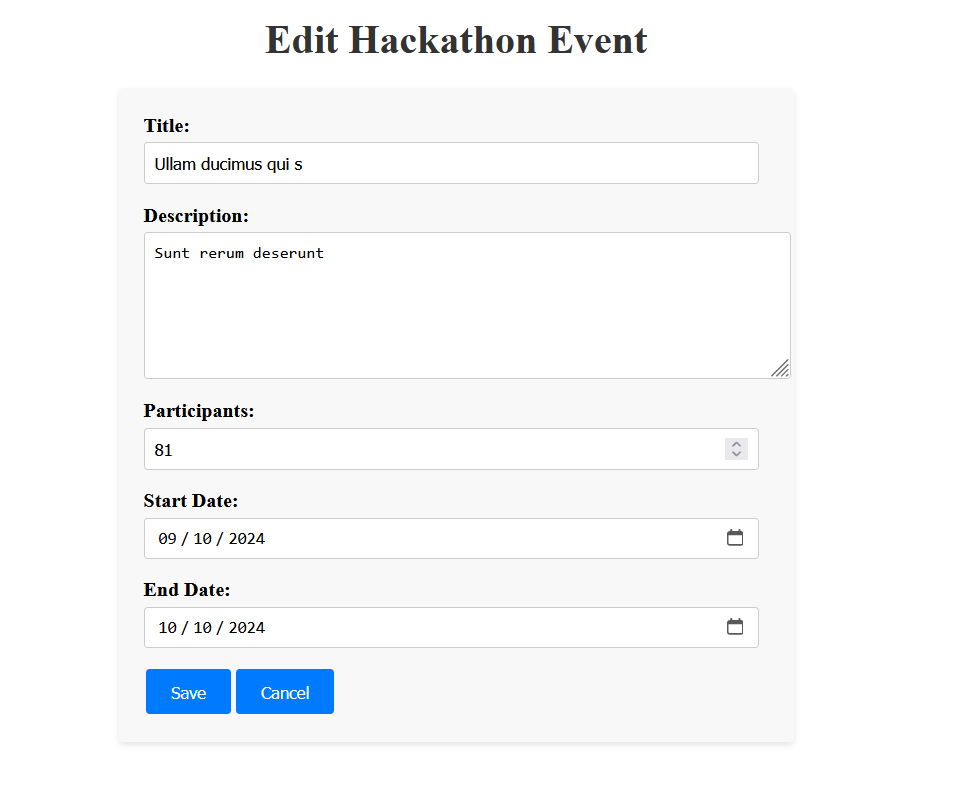 Edit Hackathon Event
Title:
Ullam ducimus qui s
Description:
Sunt rerum deserunt
Participants:
81
Start Date:
09 / 10 / 2024
End Date:
10 / 10 / 2024
Save Cancel